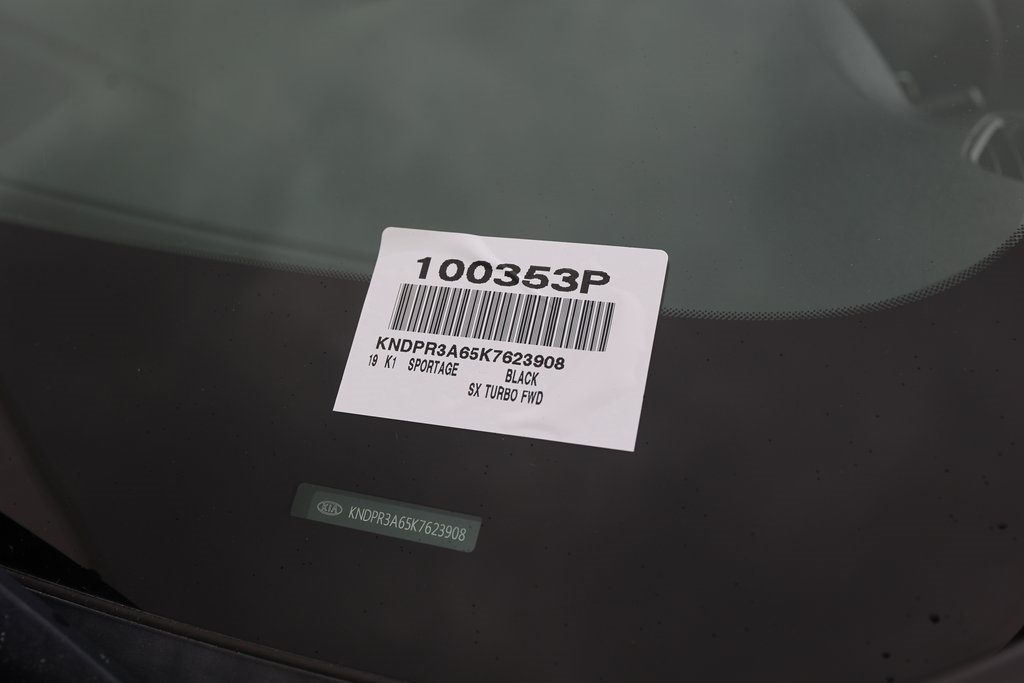 100353P
KNDPR3A65K7623908
19 K1 SPORTAGE BLACK
SX TURBO FWD
KIA KNDPR3A65K7623908